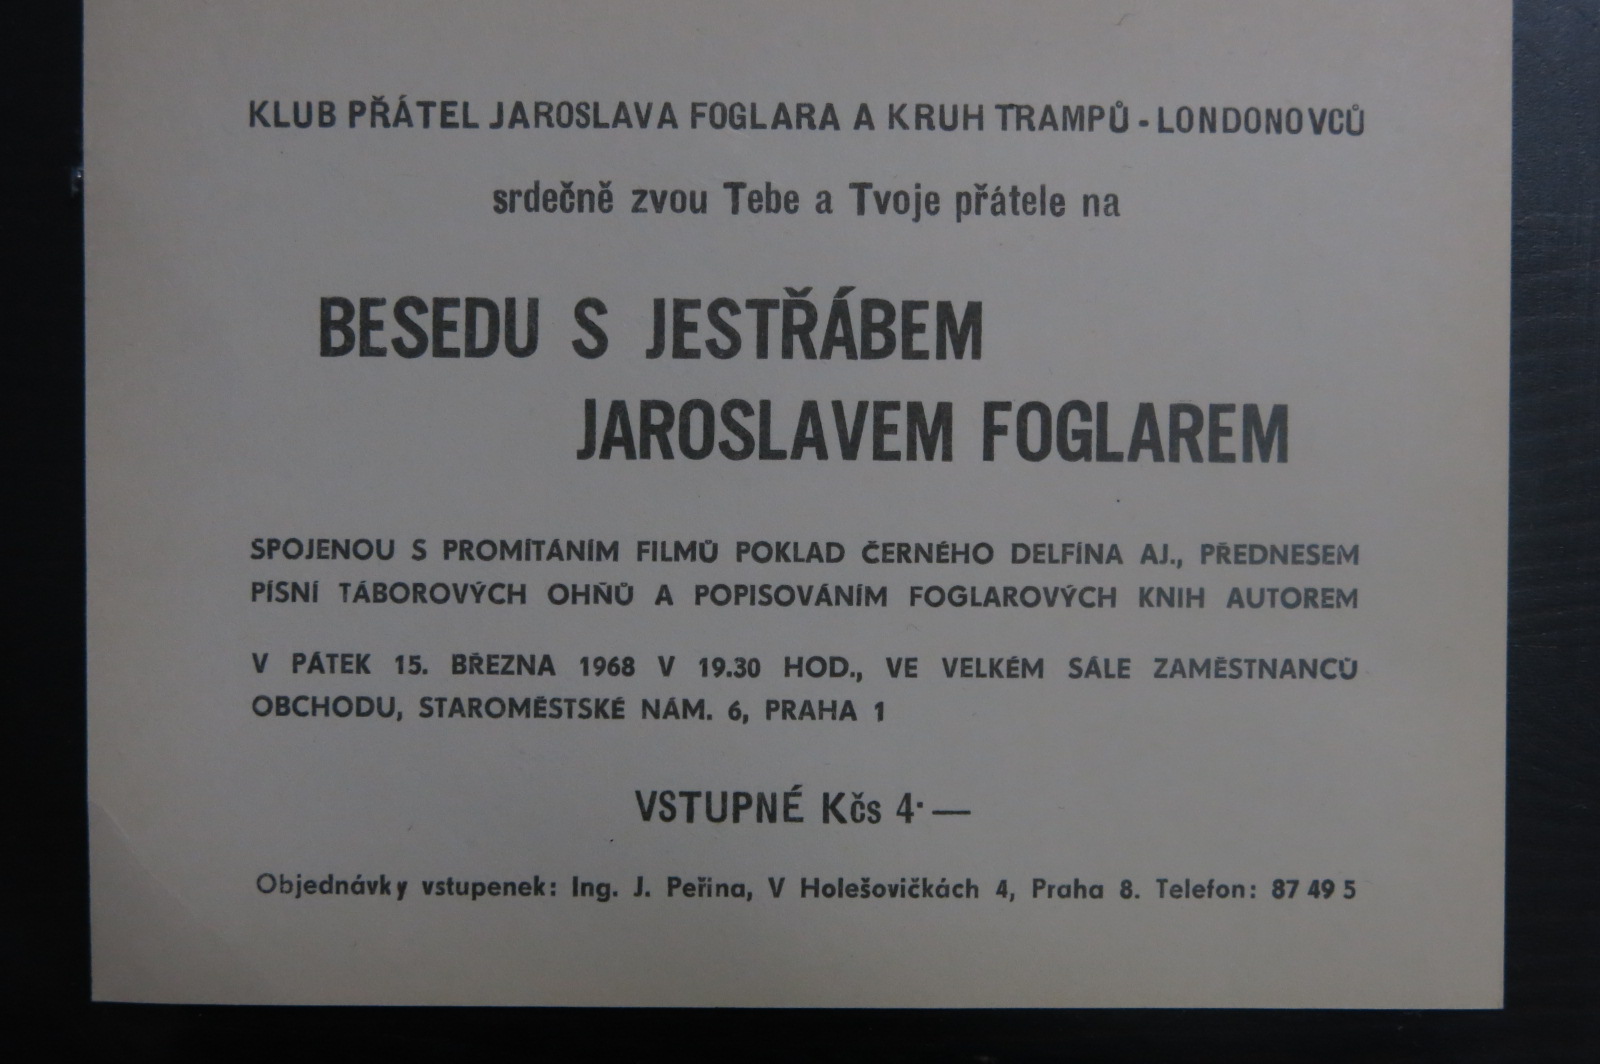 KLUB PŘÁTEL JAROSLAVA FOGLARA A KRUH TRAMPŮ - LONDONOVCŮ
srdečně zvou Tebe a Tvoje přátele na
BESEDU S JESTŘÁBEM
JAROSLAVEM FOGLAREM
SPOJENOU S PROMÍTÁNÍM FILMŮ POKLAD ČERNÉHO DELFÍNA AJ., PŘEDNESEM
PÍSNÍ TÁBOROVÝCH OHŇŮ A POPISOVÁNÍM FOGLAROVÝCH KNIH AUTOREM
V PÁTEK 15. BŘEZNA 1968 V 19.30 HOD., VE VELKÉM SÁLE ZAMĚSTNANCŮ
OBCHODU, STAROMĚSTSKÉ NÁM. 6, PRAHA 1
VSTUPNÉ Kčs 4·—
Objednávky vstupenek: Ing. J. Peřina, V Holešovičkách 4, Praha 8. Telefon: 87 49 5